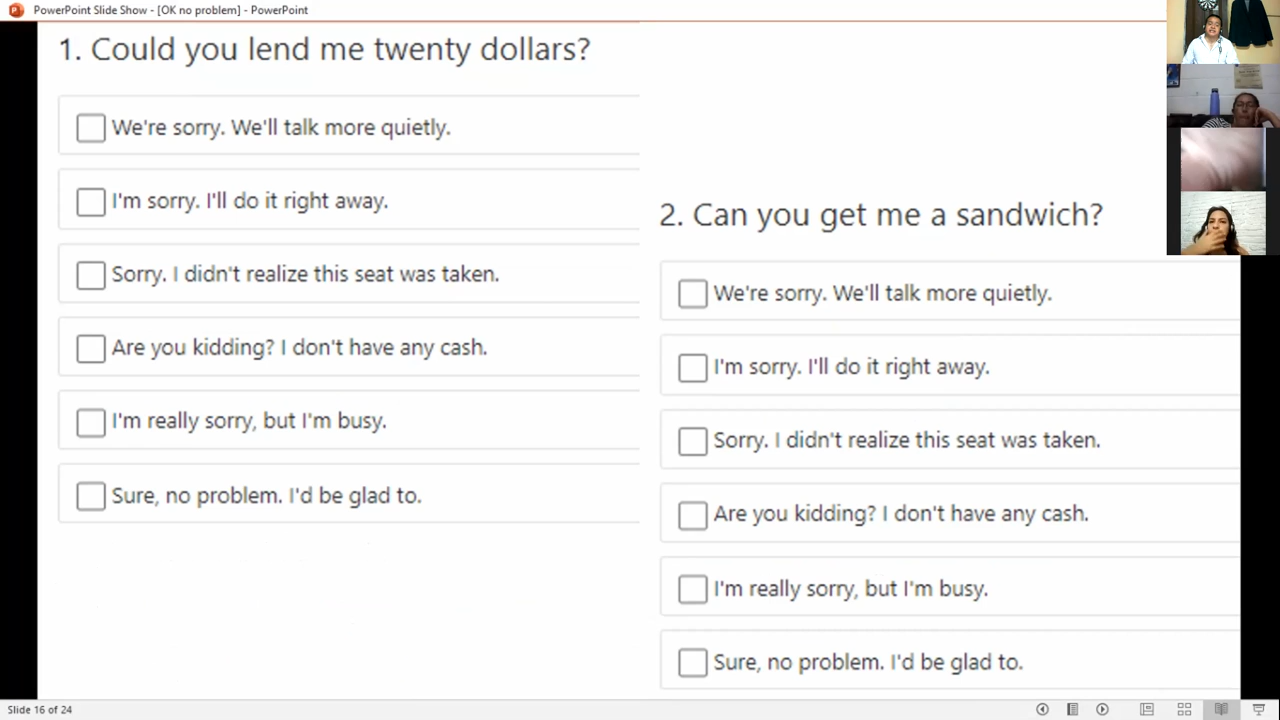 PowerPoint Slide Show - [OK no problem] - PowerPoint
1. Could you lend me twenty dollars?
We're sorry. We'll talk more quietly.
I'm sorry. I'll do it right away.
Sorry. I didn't realize this seat was taken.
Are you kidding? I don't have any cash.
I'm really sorry, but I'm busy.
Sure, no problem. I'd be glad to.
2. Can you get me a sandwich?
We're sorry. We'll talk more quietly.
I'm sorry. I'll do it right away.
Sorry. I didn't realize this seat was taken.
Are you kidding? I don't have any cash.
I'm really sorry, but I'm busy.
Sure, no problem. I'd be glad to.
Slide 16 of 24